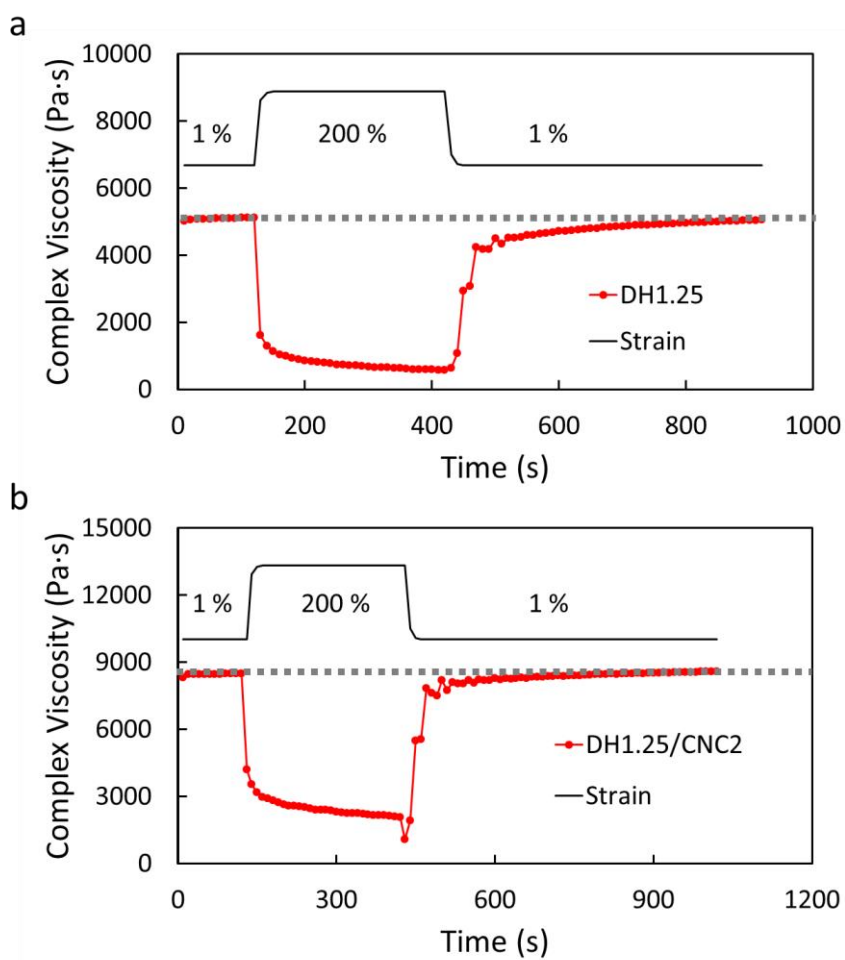 a
10000
8000
6000
4000
2000
0
Complex Viscosity (Pa·s)
1 %
200 %
1 %
DH1.25
Strain
0
200
400
600
800
1000
Time (s)
b
15000
12000
9000
6000
3000
0
Complex Viscosity (Pa·s)
1 %
200 %
1 %
DH1.25/CNC2
Strain
0
300
600
900
1200
Time (s)